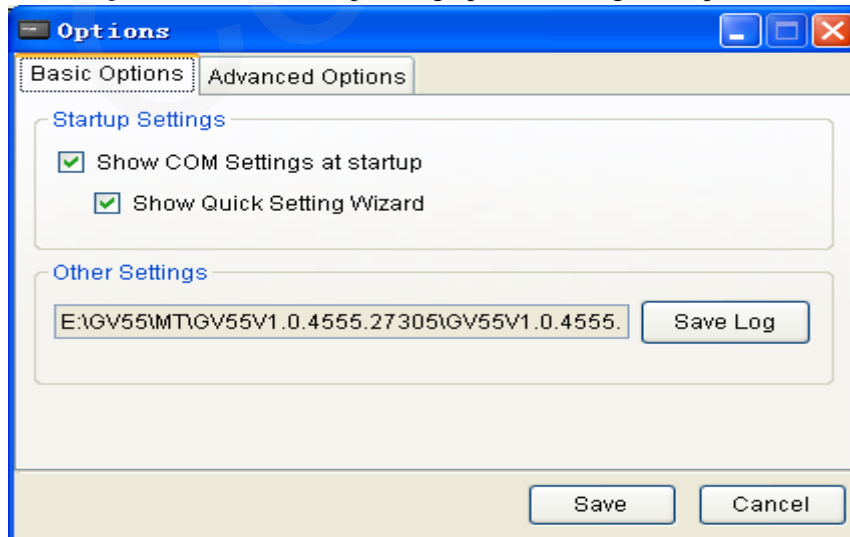 Options
Basic Options
Advanced Options
Startup Settings
Show COM Settings at startup
Show Quick Setting Wizard
Other Settings
E:\GV55\MT\GV55V1.0.4555.27305\GV55V1.0.4555.
Save Log
Save
Cancel